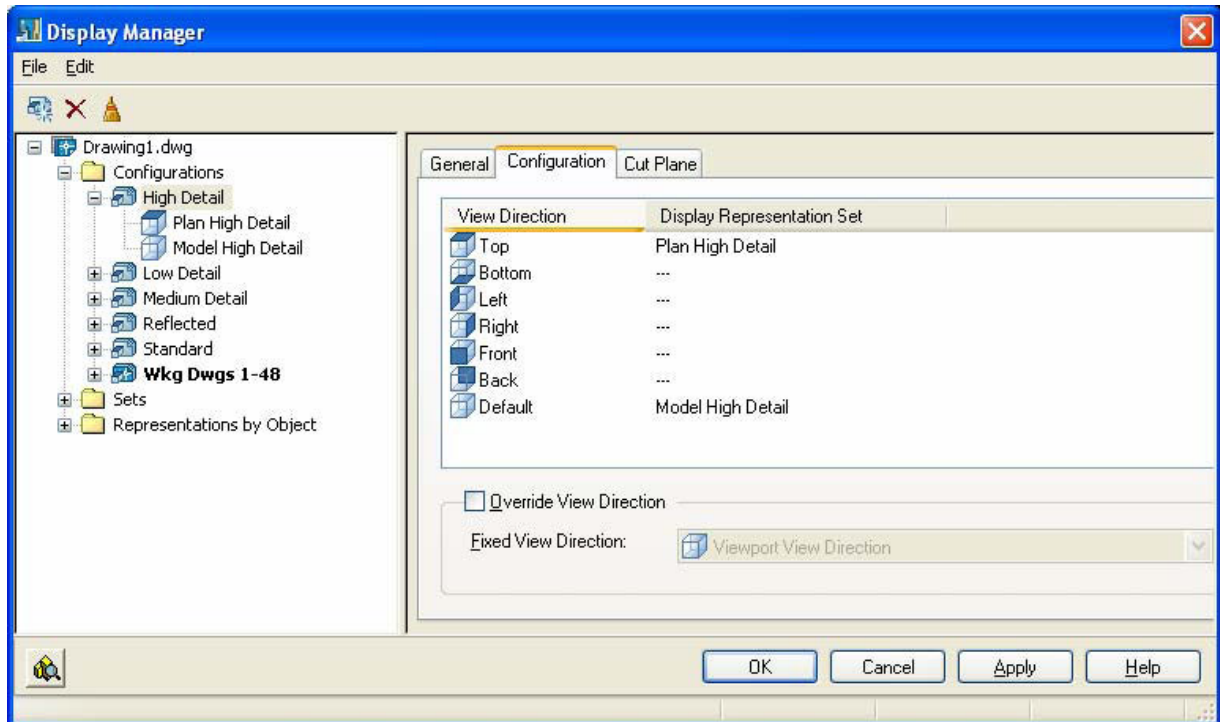 Display Manager
File Edit
Drawing1.dwg
Configurations
High Detail
Plan High Detail
Model High Detail
Low Detail
Medium Detail
Reflected
Standard
Wkg Dwgs 1-48
Sets
Representations by Object
General Configuration Cut Plane
View Direction Display Representation Set
Top Plan High Detail
Bottom ---
Left ---
Right ---
Front ---
Back ---
Default Model High Detail
Override View Direction
Fixed View Direction: Viewport View Direction
OK Cancel Apply Help